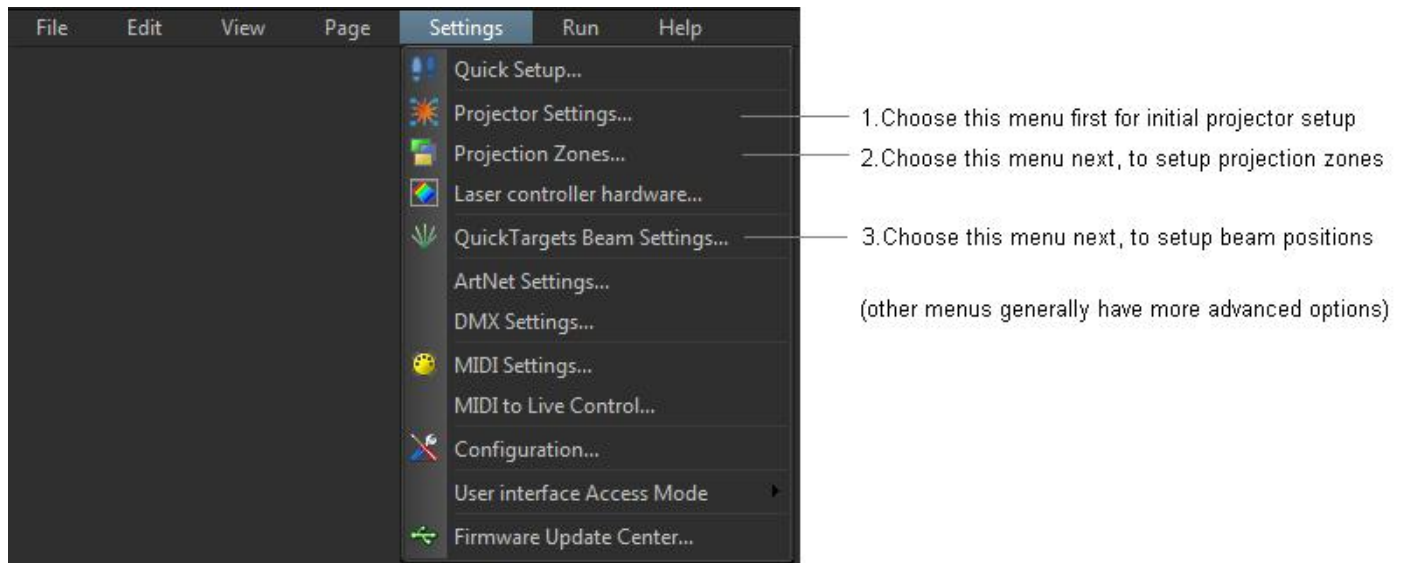 File Edit View Page Settings Run Help
Quick Setup...
Projector Settings...
1.Choose this menu first for initial projector setup
Projection Zones...
2.Choose this menu next, to setup projection zones
Laser controller hardware...
QuickTargets Beam Settings...
3.Choose this menu next, to setup beam positions
ArtNet Settings...
(other menus generally have more advanced options)
DMX Settings...
MIDI Settings...
MIDI to Live Control...
Configuration...
User interface Access Mode
Firmware Update Center...